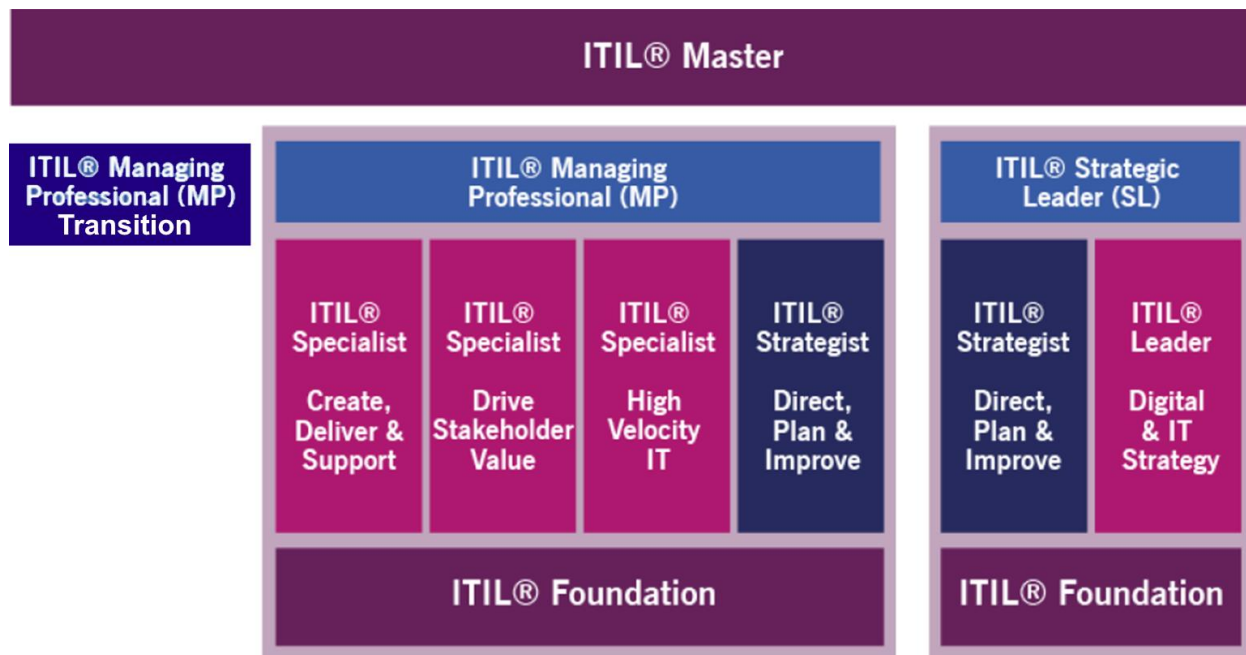 ITIL® Master
ITIL® Managing
Professional (MP)
Transition
ITIL® Managing
Professional (MP)
ITIL®
Specialist
Create,
Deliver &
Support
ITIL®
Specialist
Drive
Stakeholder
Value
ITIL®
Specialist
High
Velocity
IT
ITIL®
Strategist
Direct,
Plan &
Improve
ITIL® Foundation
ITIL® Strategic
Leader (SL)
ITIL®
Strategist
Direct,
Plan &
Improve
ITIL®
Leader
Digital
& IT
Strategy
ITIL® Foundation